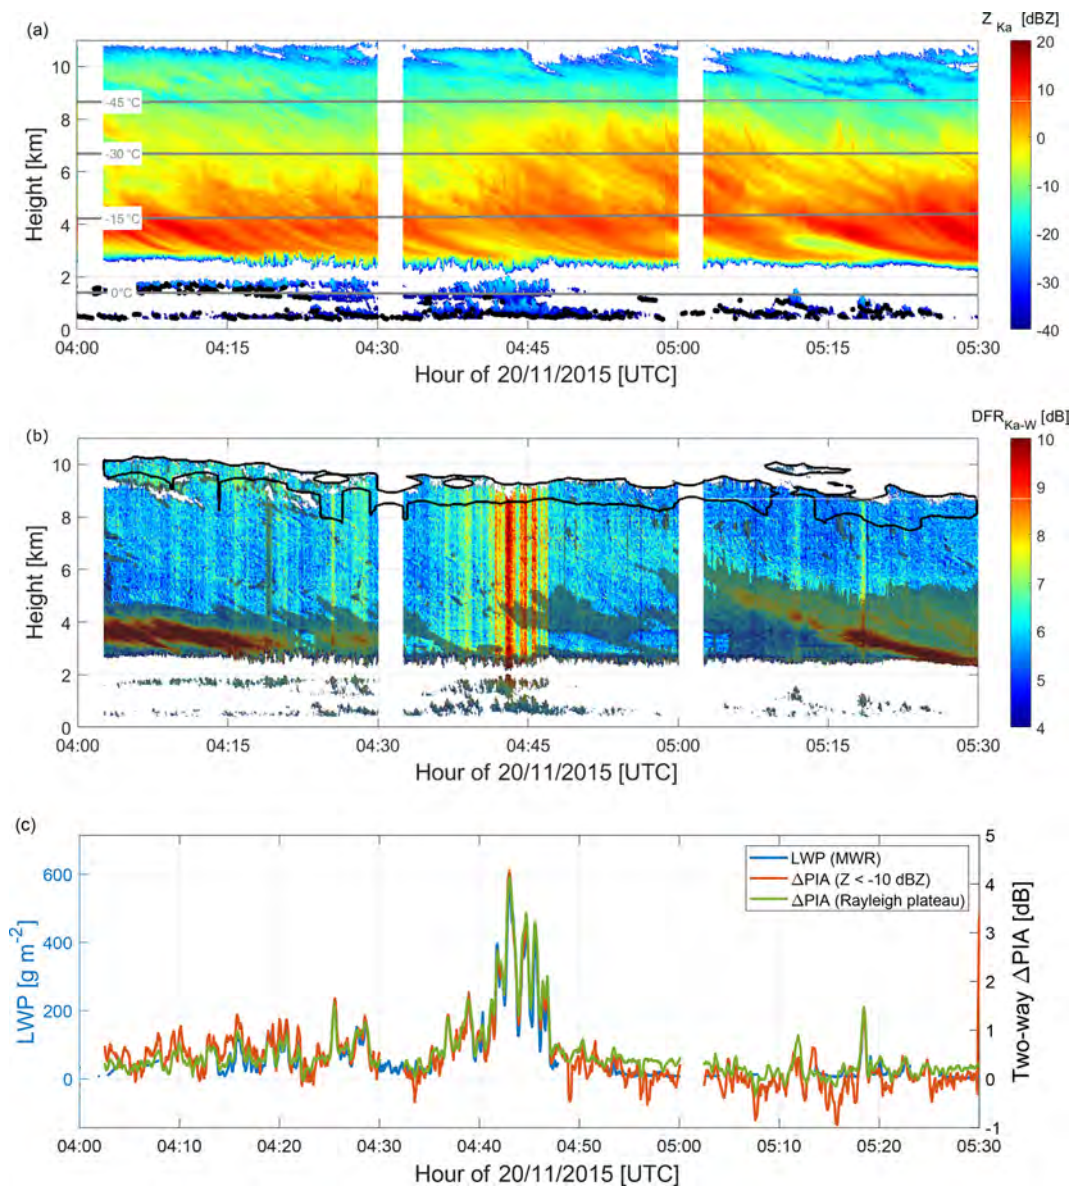 (a)
Z Ka [dBZ]
Height [km]
10
8
6
4
2
0
-45 °C
-30 °C
-15 °C
0°C
20
10
0
-10
-20
-30
-40
04:00 04:15 04:30 04:45 05:00 05:15 05:30
Hour of 20/11/2015 [UTC]
(b)
DFR Ka-W [dB]
Height [km]
10
8
6
4
2
0
10
9
8
7
6
5
4
04:00 04:15 04:30 04:45 05:00 05:15 05:30
Hour of 20/11/2015 [UTC]
(c)
LWP [g m-2]
600
400
200
0
LWP (MWR)
ΔPIA (Z < -10 dBZ)
ΔPIA (Rayleigh plateau)
5
4
3
2
1
0
-1
Two-way ΔPIA [dB]
04:00 04:10 04:20 04:30 04:40 04:50 05:00 05:10 05:20 05:30
Hour of 20/11/2015 [UTC]